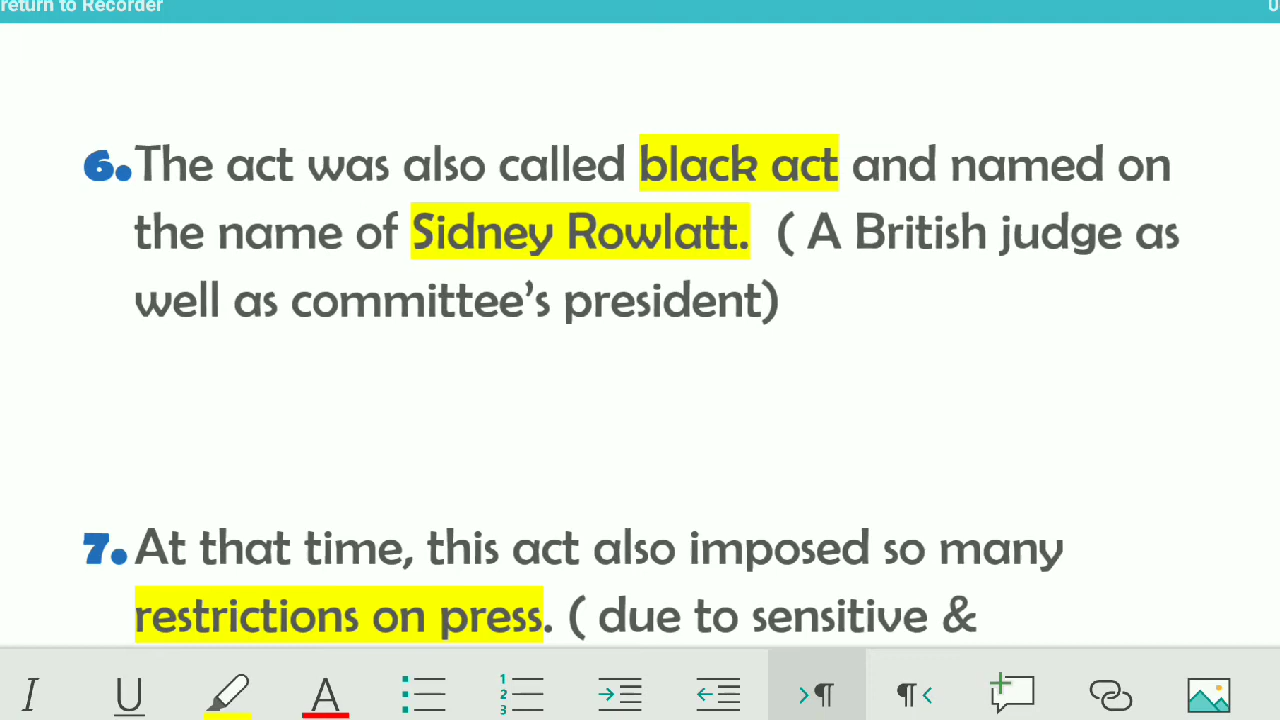 return to Recorder
6. The act was also called black act and named on
the name of Sidney Rowlatt. ( A British judge as
well as committee's president)
7. At that time, this act also imposed so many
restrictions on press. ( due to sensitive &